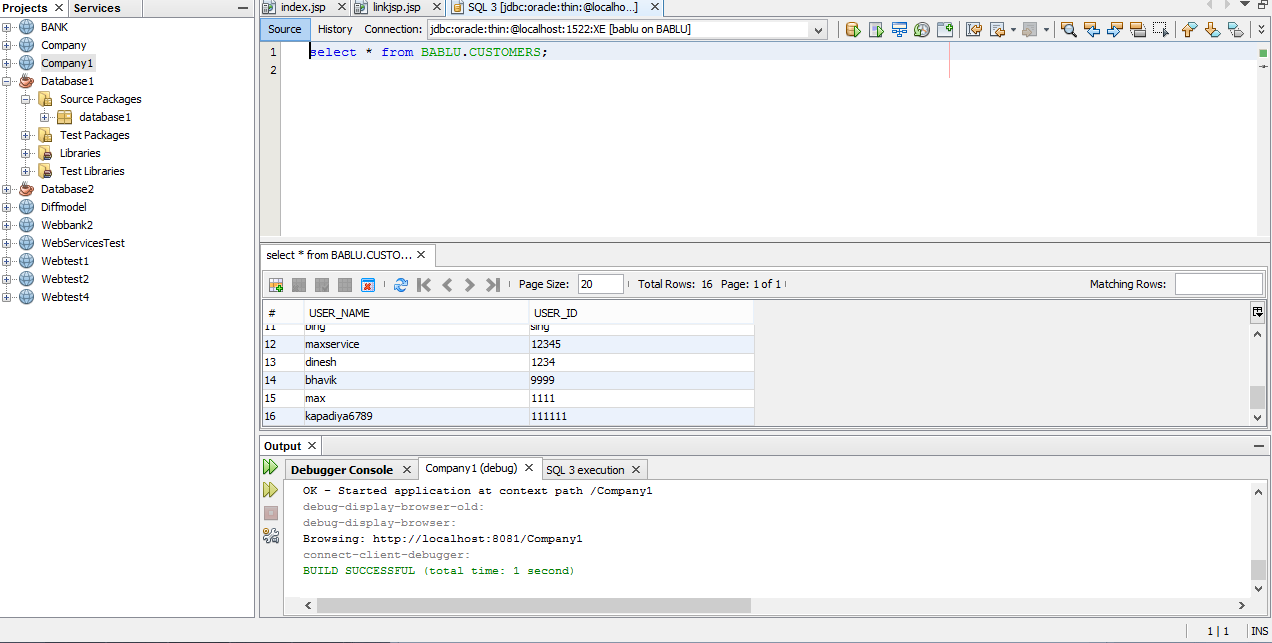 Projects Services
BANK
Company
Company1
Database1
Source Packages
database1
Test Packages
Libraries
Test Libraries
Database2
Diffmodel
Webbank2
WebServicesTest
Webtest1
Webtest2
Webtest4
index.jsp linkjsp.jsp SQL 3 [jdbc:oracle:thin:@localho...]
Source History Connection: jdbc:oracle:thin:@localhost:1522:XE [bablu on BABLU]
1 select * from BABLU.CUSTOMERS;
2
select * from BABLU.CUSTO...
Page Size: 20 Total Rows: 16 Page: 1 of 1 Matching Rows:
# USER_NAME USER_ID
11 bing sing
12 maxservice 12345
13 dinesh 1234
14 bhavik 9999
15 max 1111
16 kapadiya6789 111111
Output
Debugger Console Company1 (debug) SQL 3 execution
OK - Started application at context path /Company1
debug-display-browser-old:
debug-display-browser:
Browsing: http://localhost:8081/Company1
connect-client-debugger:
BUILD SUCCESSFUL (total time: 1 second)
1 | 1 INS